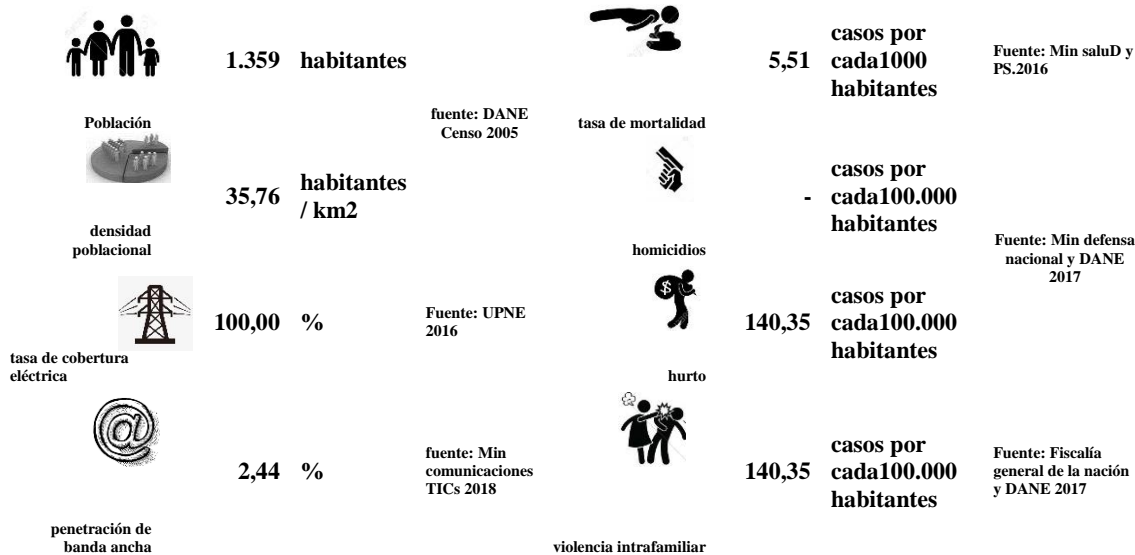 1.359 habitantes
Población
fuente: DANE
Censo 2005
35,76 habitantes
/ km2
densidad
poblacional
100,00 %
Fuente: UPNE
2016
tasa de cobertura
eléctrica
@
2,44 %
fuente: Min
comunicaciones
TICs 2018
penetración de
banda ancha
5,51 casos por
cada1000
habitantes
Fuente: Min saluD y
PS.2016
tasa de mortalidad
- casos por
cada100.000
habitantes
homicidios
Fuente: Min defensa
nacional y DANE
2017
$
140,35 casos por
cada100.000
habitantes
hurto
140,35 casos por
cada100.000
habitantes
Fuente: Fiscalía
general de la nación
y DANE 2017
violencia intrafamiliar